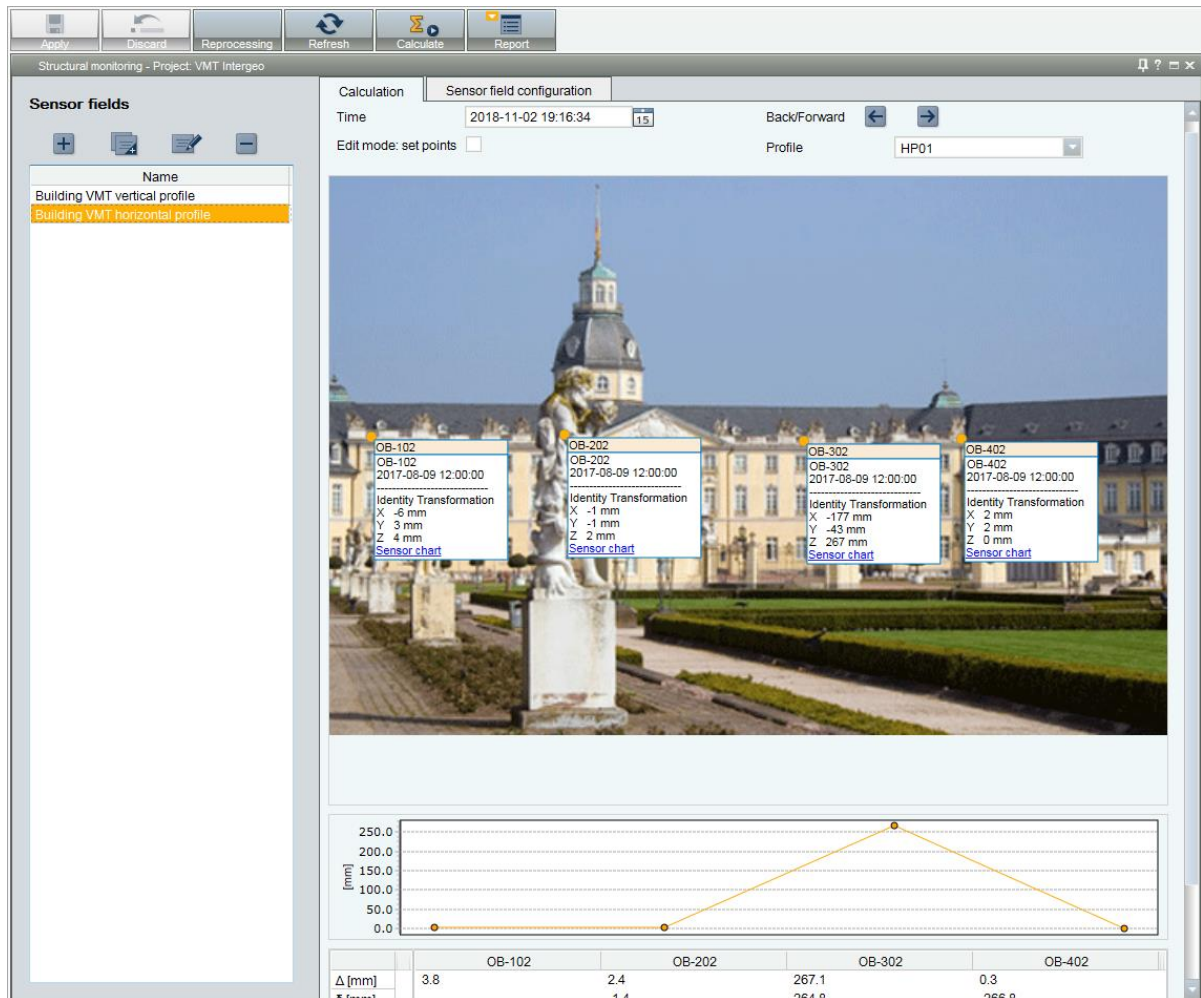 Apply Discard Reprocessing Refresh Calculate Report
Structural monitoring - Project: VMT Intergeo
Sensor fields
Name
Building VMT vertical profile
Building VMT horizontal profile
Calculation Sensor field configuration
Time 2018-11-02 19:16:34 15 Back/Forward
Edit mode: set points Profile HP01
OB-102
OB-102
2017-08-09 12:00:00
--------------------------------
Identity Transformation
X -6 mm
Y 3 mm
Z 4 mm
Sensor chart
OB-202
OB-202
2017-08-09 12:00:00
--------------------------------
Identity Transformation
X -1 mm
Y -1 mm
Z 2 mm
Sensor chart
OB-302
OB-302
2017-08-09 12:00:00
--------------------------------
Identity Transformation
X -177 mm
Y -43 mm
Z 267 mm
Sensor chart
OB-402
OB-402
2017-08-09 12:00:00
--------------------------------
Identity Transformation
X 2 mm
Y 2 mm
Z 0 mm
Sensor chart
[mm]
250.0
200.0
150.0
100.0
50.0
0.0
OB-102 OB-202 OB-302 OB-402
Δ [mm] 3.8 2.4 267.1 0.3